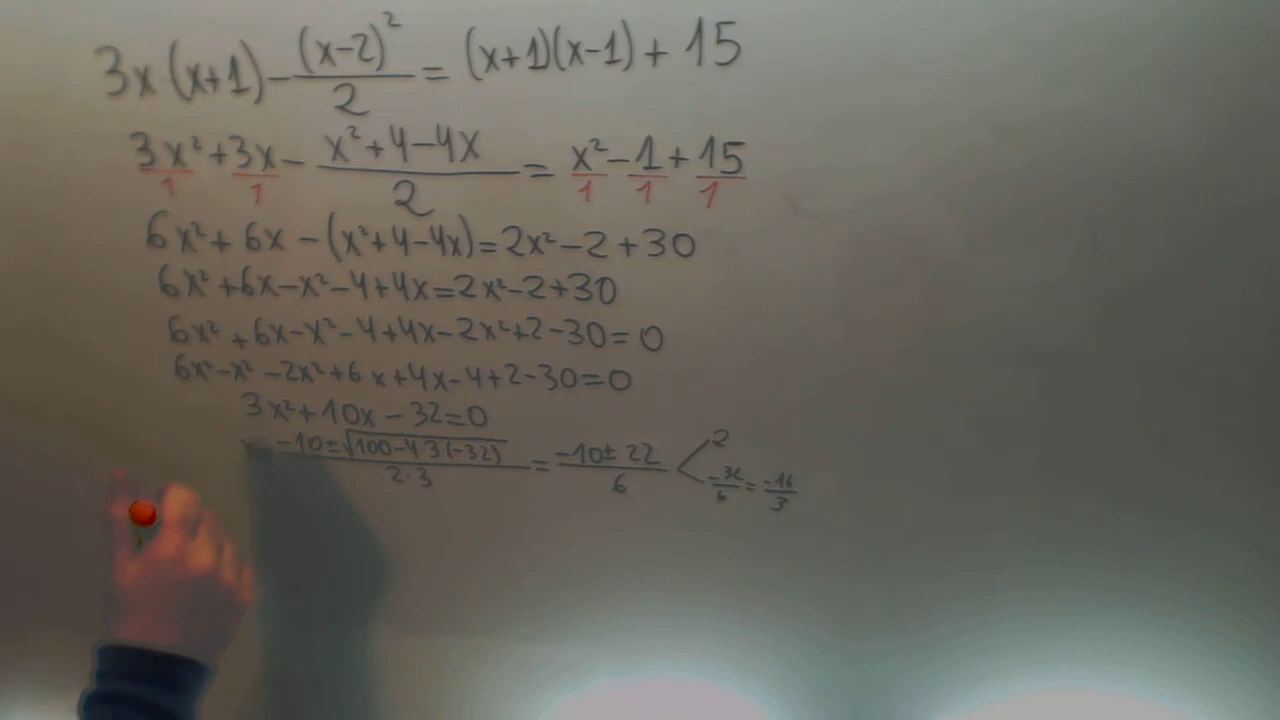 3x(x+1)-(x-2)²/2=(x+1)(x-1)+15
3x²/1+3x/1-(x²+4-4x)/2=x²/1-1/1+15/1
6x²+6x-(x²+4-4x)=2x²-2+30
6x²+6x-x²-4+4x=2x²-2+30
6x²+6x-x²-4+4x-2x²+2-30=0
6x²-x²-2x²+6x+4x-4+2-30=0
3x²+10x-32=0
(-10±√(100-4·3(-32)))/(2·3)=(-10±22)/6 < 2
-32/6=-16/3